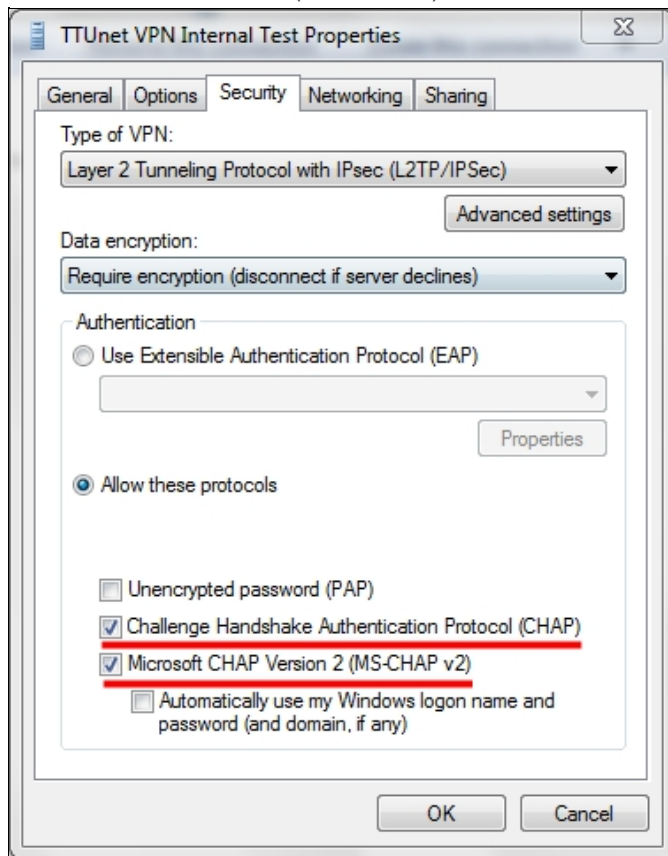 TTUnet VPN Internal Test Properties
General Options Security Networking Sharing
Type of VPN:
Layer 2 Tunneling Protocol with IPsec (L2TP/IPSec)
Advanced settings
Data encryption:
Require encryption (disconnect if server declines)
Authentication
Use Extensible Authentication Protocol (EAP)
Properties
Allow these protocols
Unencrypted password (PAP)
Challenge Handshake Authentication Protocol (CHAP)
Microsoft CHAP Version 2 (MS-CHAP v2)
Automatically use my Windows logon name and
password (and domain, if any)
OK Cancel